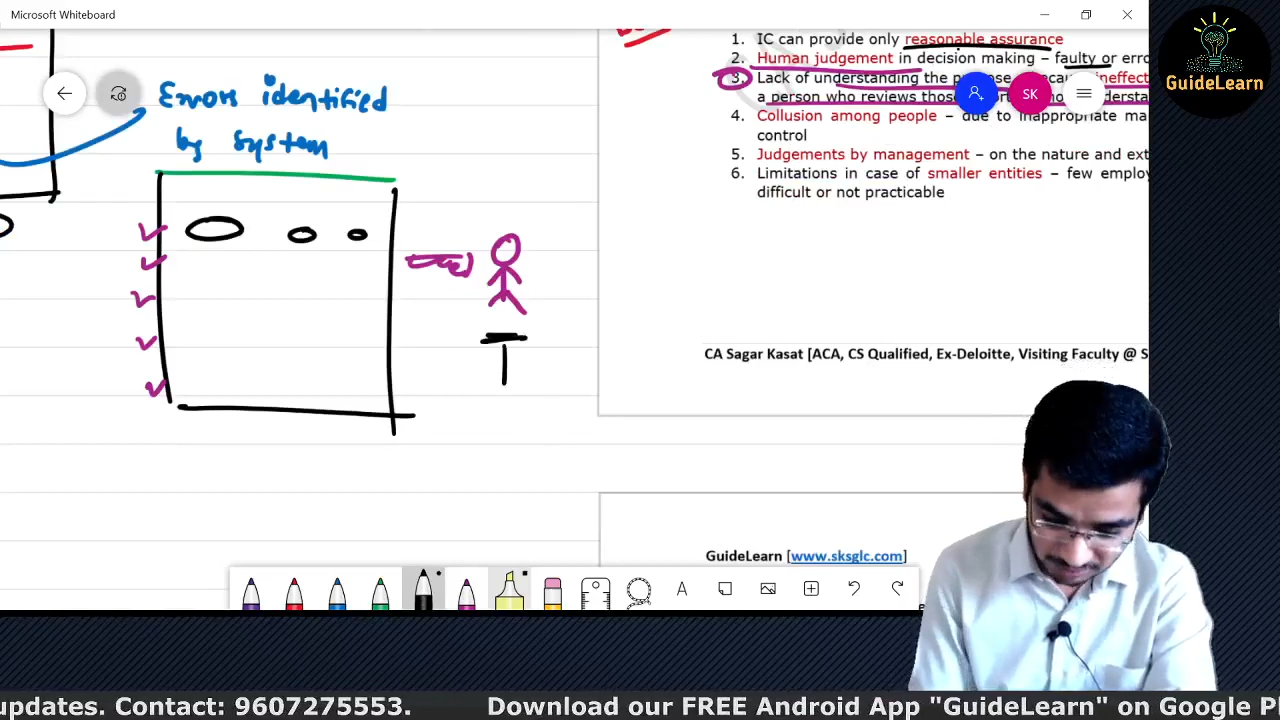 Microsoft Whiteboard
Errors identified
by system
1. IC can provide only reasonable assurance
2. Human judgement in decision making – faulty or erro
3. Lack of understanding the
a person who reviews those
4. Collusion among people – due to inappropriate ma
control
5. Judgements by management – on the nature and ext
6. Limitations in case of smaller entities – few employ
difficult or not practicable
SK
CA Sagar Kasat [ACA, CS Qualified, Ex-Deloitte, Visiting Faculty @ S
GuideLearn [www.sksglc.com]
GuideLearn
updates. Contact: 9607275553. Download our FREE Android App "GuideLearn" on Google Pl